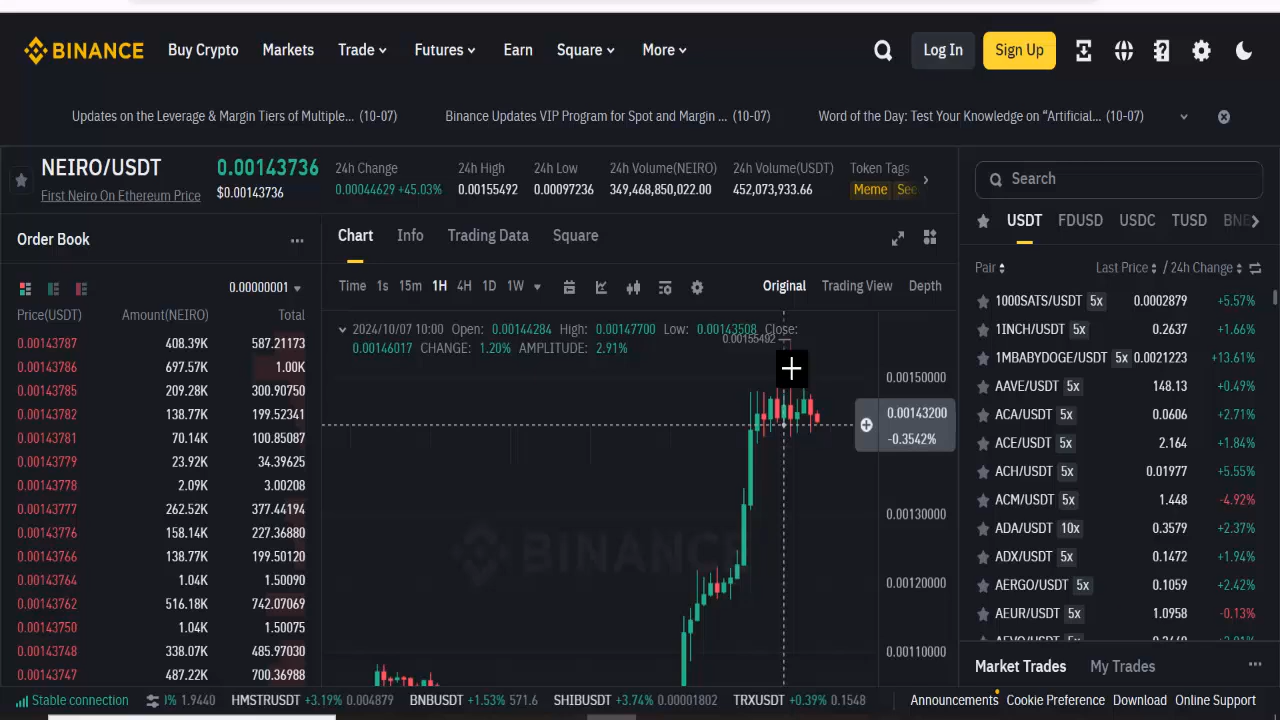 BINANCE Buy Crypto Markets Trade Futures Earn Square More Log In Sign Up
Updates on the Leverage & Margin Tiers of Multiple... (10-07) Binance Updates VIP Program for Spot and Margin ... (10-07) Word of the Day: Test Your Knowledge on “Artificial... (10-07)
NEIRO/USDT 0.00143736 24h Change 24h High 24h Low 24h Volume(NEIRO) 24h Volume(USDT) Token Tags
First Neiro On Ethereum Price $0.00143736 0.00044629 +45.03% 0.00155492 0.00097236 349,468,850,022.00 452,073,933.66 Meme See
Search
Order Book ... Chart Info Trading Data Square
USDT FDUSD USDC TUSD BN
0.00000001 Time 1s 15m 1H 4H 1D 1W Original Trading View Depth
Pair Last Price / 24h Change
Price(USDT) Amount(NEIRO) Total
0.00143787 408.39K 587.21173
0.00143786 697.57K 1.00K
0.00143785 209.28K 300.90750
0.00143782 138.77K 199.52341
0.00143781 70.14K 100.85087
0.00143779 23.92K 34.39625
0.00143778 2.09K 3.00208
0.00143777 262.52K 377.44194
0.00143776 158.14K 227.36880
0.00143766 138.77K 199.50120
0.00143764 1.04K 1.50090
0.00143762 516.18K 742.07069
0.00143750 1.04K 1.50075
0.00143748 338.07K 485.97030
0.00143747 487.22K 700.36988
2024/10/07 10:00 Open: 0.00144284 High: 0.00147700 Low: 0.00143508 Close:
0.00146017 CHANGE: 1.20% AMPLITUDE: 2.91%
0.00155492
0.00150000
0.00143200
-0.3542%
0.00130000
0.00120000
0.00110000
BINANCE
1000SATS/USDT 5x 0.0002879 +5.57%
1INCH/USDT 5x 0.2637 +1.66%
1MBABYDOGE/USDT 5x 0.0021223 +13.61%
AAVE/USDT 5x 148.13 +0.49%
ACA/USDT 5x 0.0606 +2.71%
ACE/USDT 5x 2.164 +1.84%
ACH/USDT 5x 0.01977 +5.55%
ACM/USDT 5x 1.448 -4.92%
ADA/USDT 10x 0.3579 +2.37%
ADX/USDT 5x 0.1472 +1.94%
AERGO/USDT 5x 0.1059 +2.42%
AEUR/USDT 5x 1.0958 -0.13%
Market Trades My Trades ...
Stable connection 1.9440 HMSTRUSDT +3.19% 0.004879 BNBUSDT +1.53% 571.6 SHIBUSDT +3.74% 0.00001802 TRXUSDT +0.39% 0.1548 Announcements Cookie Preference Download Online Support